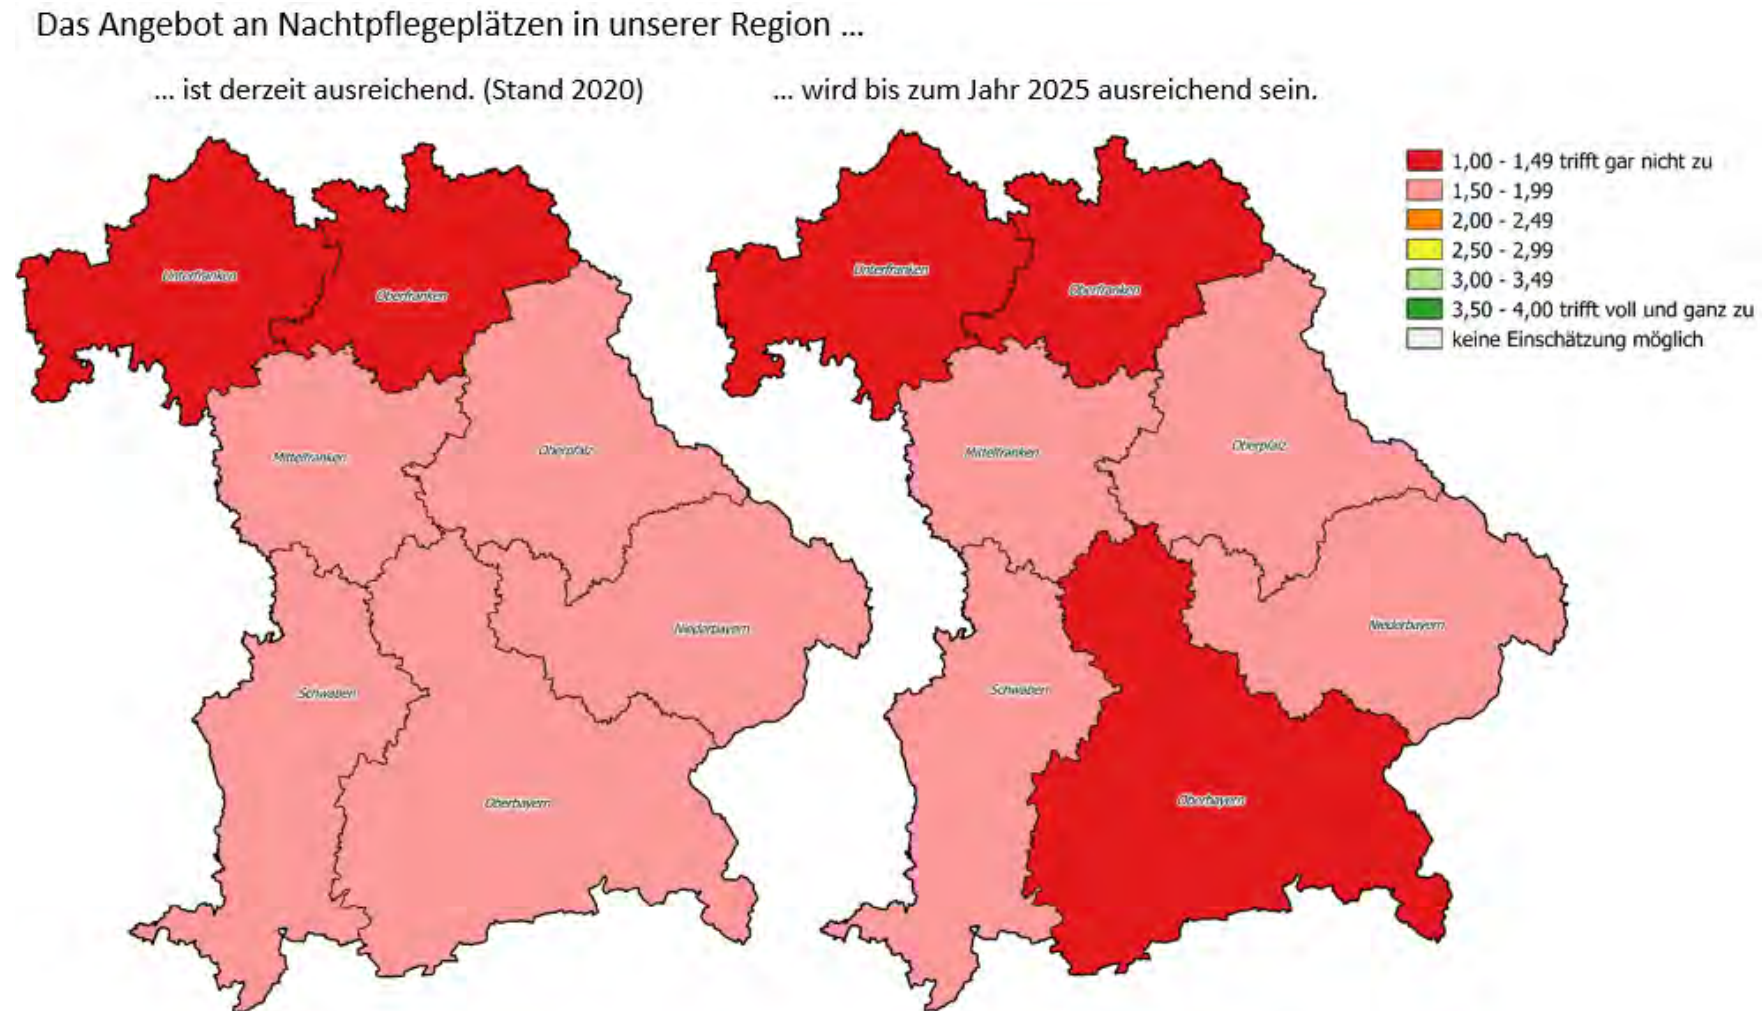 Das Angebot an Nachtpflegeplätzen in unserer Region ...
... ist derzeit ausreichend. (Stand 2020)
... wird bis zum Jahr 2025 ausreichend sein.
1,00 - 1,49 trifft gar nicht zu
1,50 - 1,99
2,00 - 2,49
2,50 - 2,99
3,00 - 3,49
3,50 - 4,00 trifft voll und ganz zu
keine Einschätzung möglich
Unterfranken
Oberfranken
Mittelfranken
Oberpfalz
Niederbayern
Schwaben
Oberbayern
Unterfranken
Oberfranken
Mittelfranken
Oberpfalz
Niederbayern
Schwaben
Oberbayern